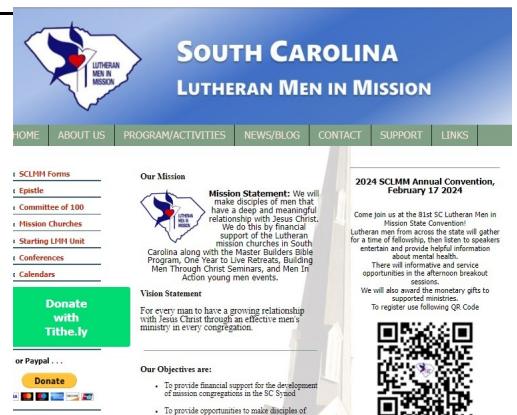 LUTHERAN
MEN IN
MISSION
SOUTH CAROLINA
LUTHERAN MEN IN MISSION
HOME ABOUT US PROGRAM/ACTIVITIES NEWS/BLOG CONTACT SUPPORT LINKS
SCLMM Forms
Epistle
Committee of 100
Mission Churches
Starting LMM Unit
Conferences
Calendars
Donate
with
Tithe.ly
or Paypal . . .
Donate
Our Mission
Mission Statement: We will
make disciples of men that
have a deep and meaningful
relationship with Jesus Christ.
We do this by financial
support of the Lutheran
mission churches in South
Carolina along with the Master Builders Bible
Program, One Year to Live Retreats, Building
Men Through Christ Seminars, and Men In
Action young men events.
Vision Statement
For every man to have a growing relationship
with Jesus Christ through an effective men's
ministry in every congregation.
Our Objectives are:
To provide financial support for the development
of mission congregations in the SC Synod
To provide opportunities to make disciples of
2024 SCLMM Annual Convention,
February 17 2024
Come join us at the 81st SC Lutheran Men in
Mission State Convention!
Lutheran men from across the state will gather
for a time of fellowship, then listen to speakers
entertain and provide helpful information
about mental health.
There will informative and service
opportunities in the afternoon breakout
sessions.
We will also award the monetary gifts to
supported ministries.
To register use following QR Code